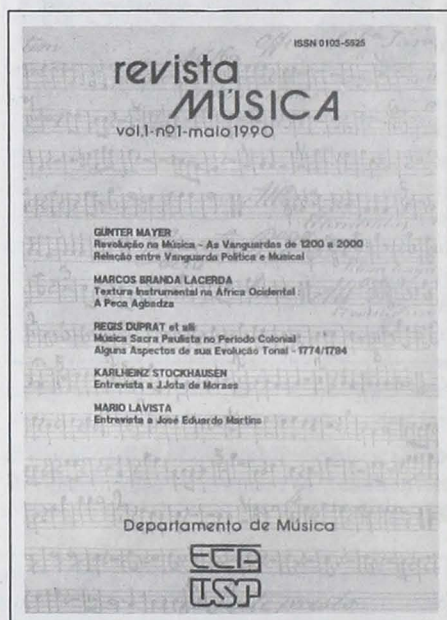 ISSN 0103-5525
revista
MÚSICA
vol.1-nº1-maio 1990
GÜNTER MAYER
Revolução na Música - As Vanguardas de 1200 a 2000
Relação entre Vanguarda Política e Musical
MARCOS BRANDA LACERDA
Textura Instrumental na África Ocidental
A Peça Agbadza
REGIS DUPRAT et alii
Música Sacra Paulista no Período Colonial
Alguns Aspectos de sua Evolução Tonal - 1774/1784
KARLHEINZ STOCKHAUSEN
Entrevista a J.Jota de Moraes
MARIO LAVISTA
Entrevista a José Eduardo Martins
Departamento de Música
ECA
USP